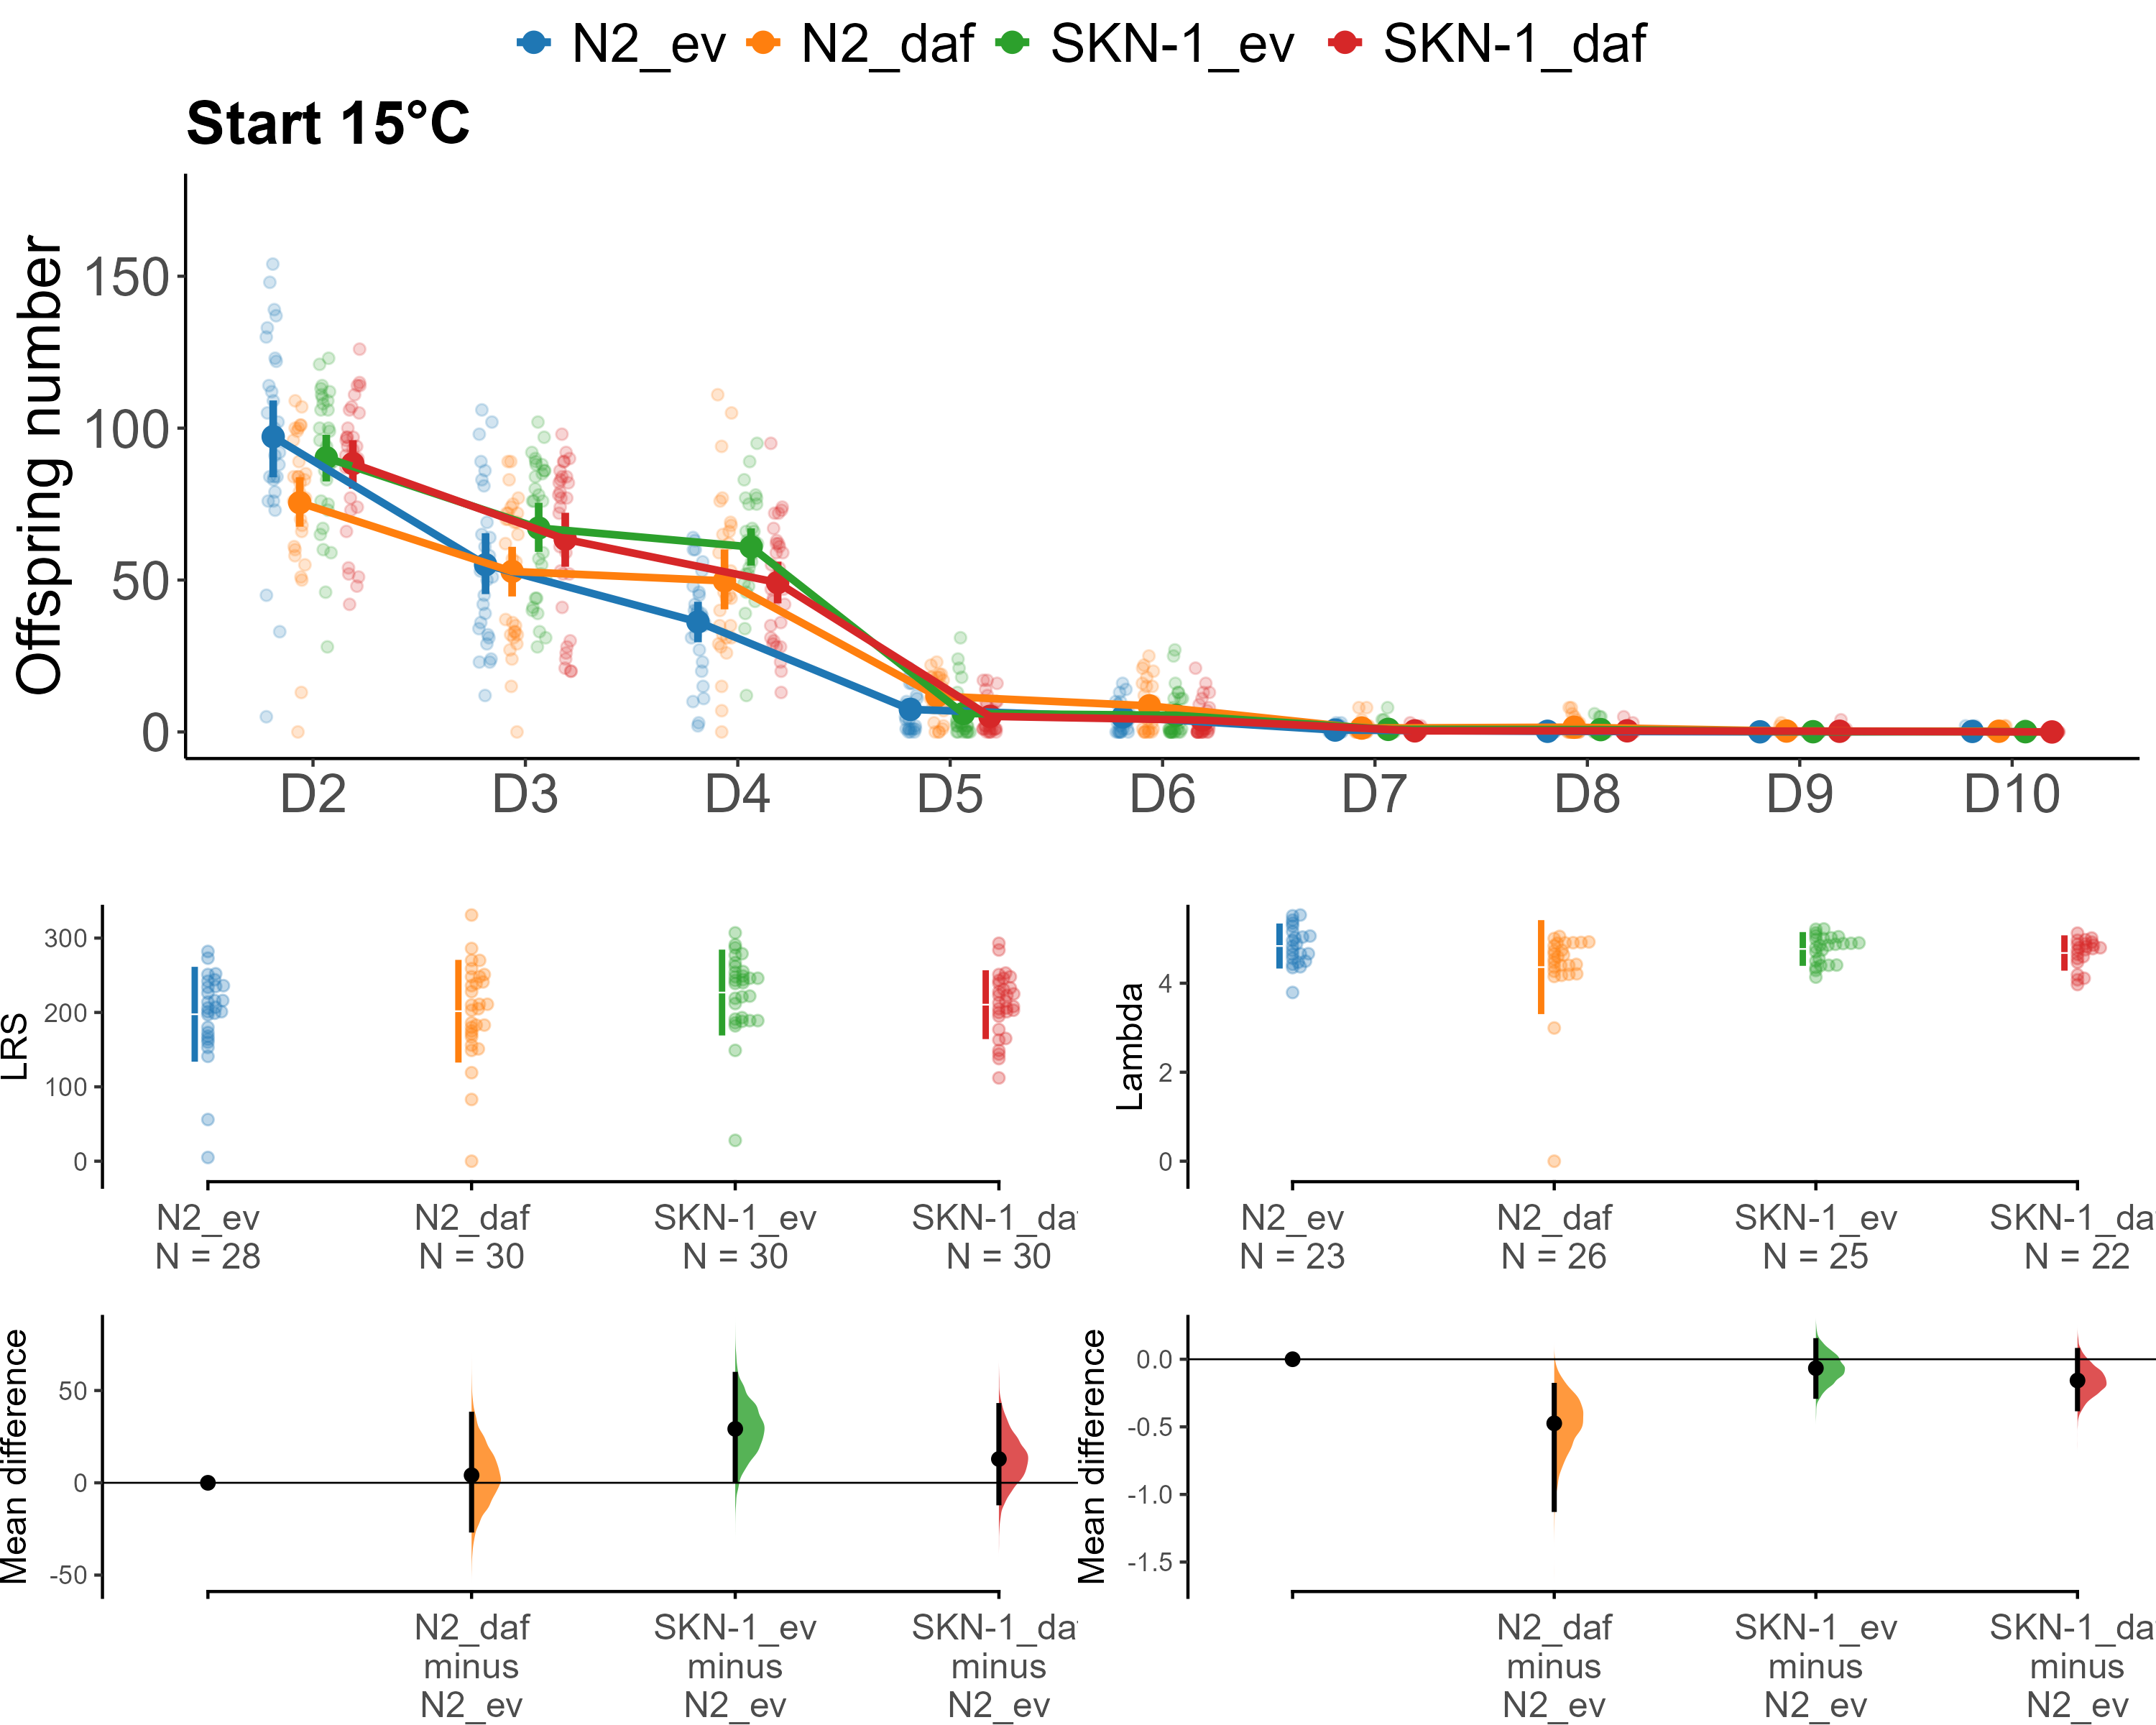 N2_ev N2_daf SKN-1_ev SKN-1_daf
Start 15°C
Offspring number
150
100
50
0
D2 D3 D4 D5 D6 D7 D8 D9 D10
LRS
300
200
100
0
N2_ev N2_daf SKN-1_ev SKN-1_da
N = 28 N = 30 N = 30 N = 30
Lambda
4
2
0
N2_ev N2_daf SKN-1_ev SKN-1_da
N = 23 N = 26 N = 25 N = 22
Mean difference
50
0
-50
N2_daf SKN-1_ev SKN-1_da
minus minus minus
N2_ev N2_ev N2_ev
Mean difference
0.0
-0.5
-1.0
-1.5
N2_daf SKN-1_ev SKN-1_da
minus minus minus
N2_ev N2_ev N2_ev